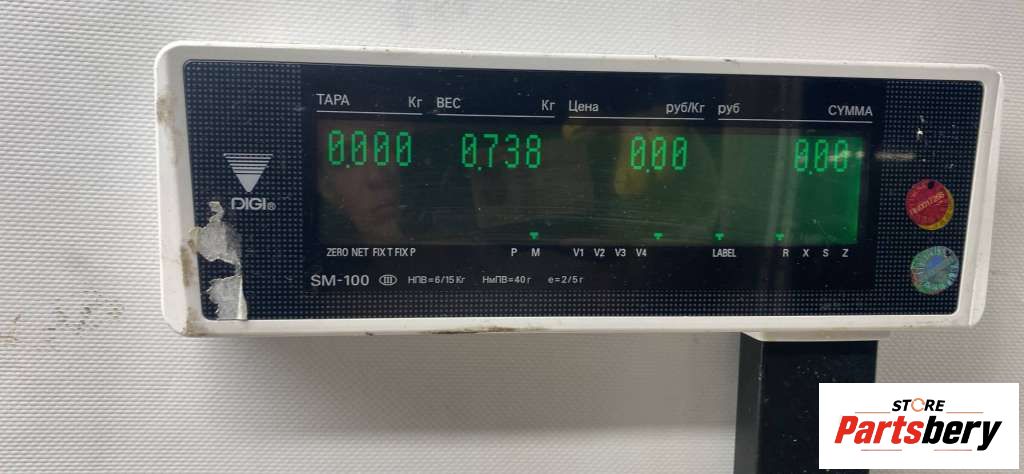 ТАРА Кг ВЕС Кг Цена руб/Кг руб СУММА
0.000 0.738 0.00 0.00
DIGI®
ZERO NET FIX T FIX P P M V1 V2 V3 V4 LABEL R X S Z
SM-100 III НПВ=6/15 Кг НмПВ=40 г e=2/5 г
STORE
Partsbery